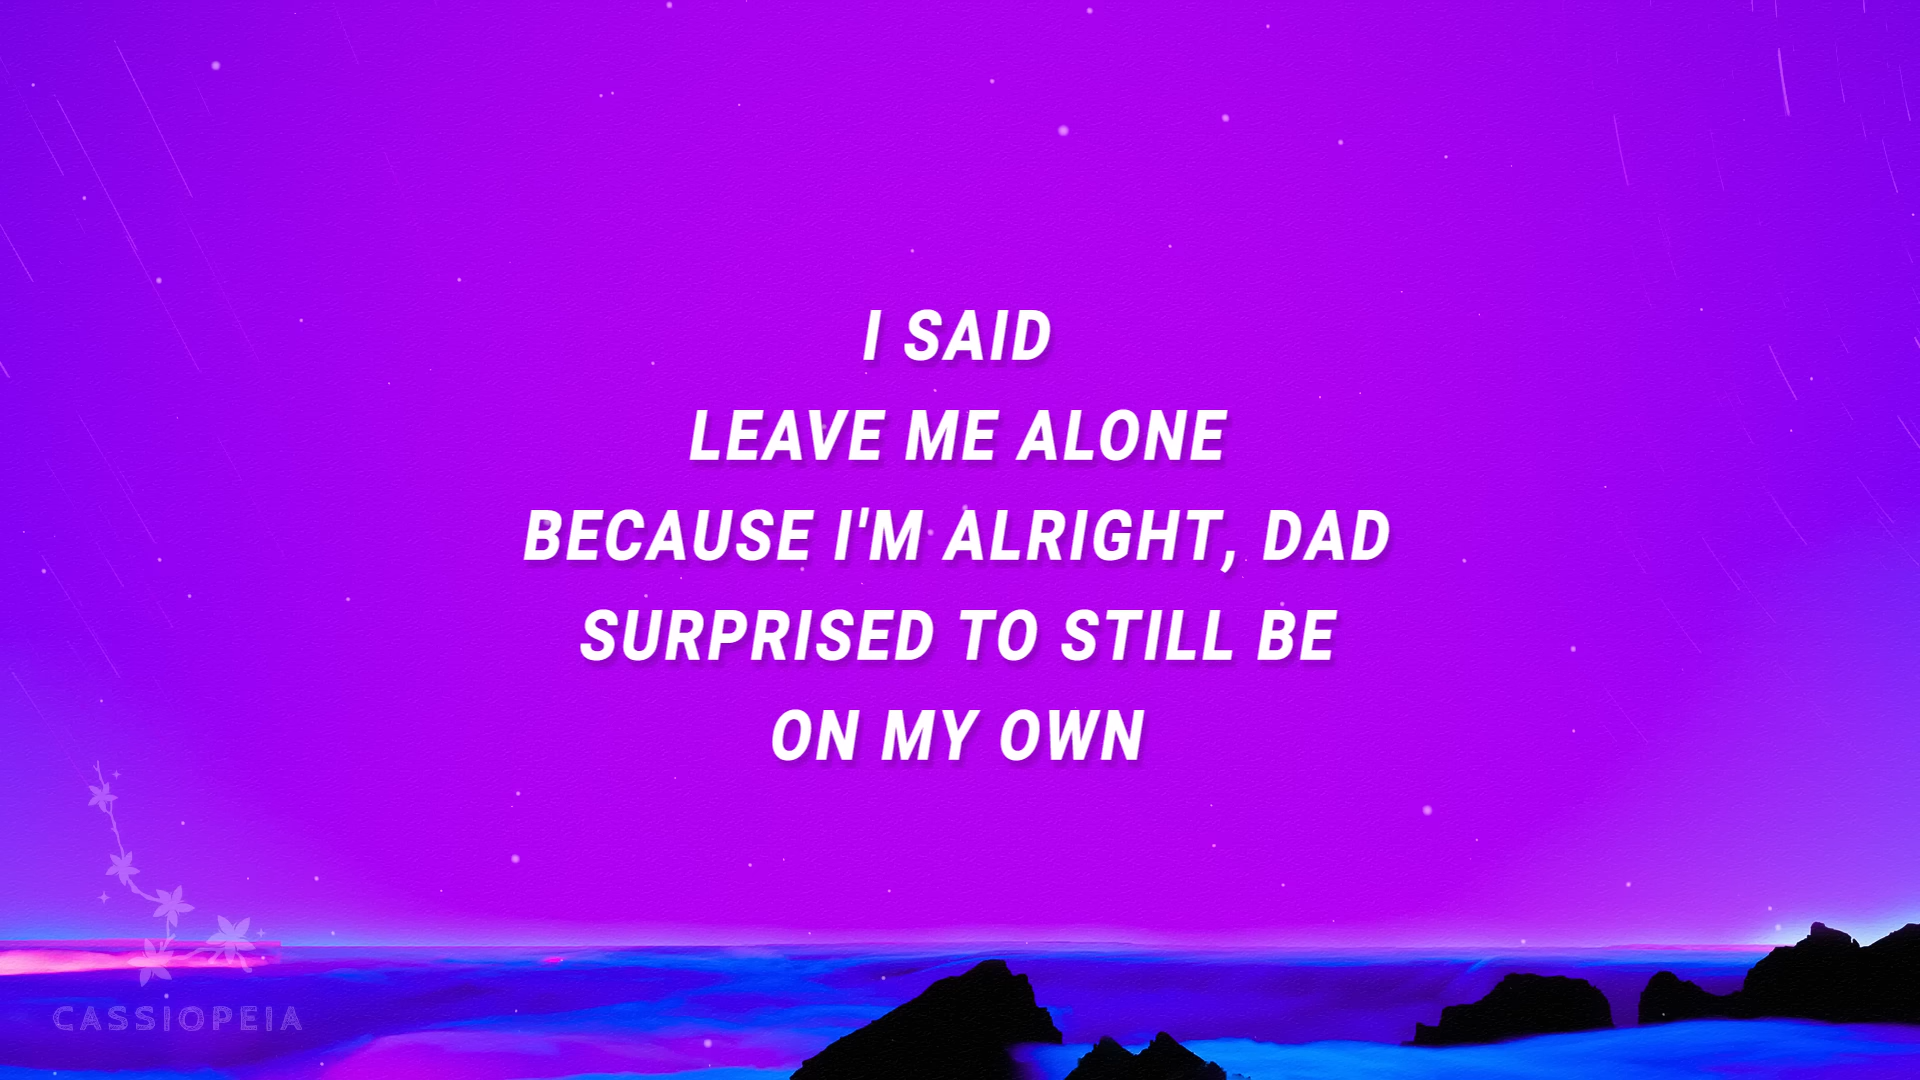 I SAID
LEAVE ME ALONE
BECAUSE I'M ALRIGHT, DAD
SURPRISED TO STILL BE
ON MY OWN
CASSIOPEIA